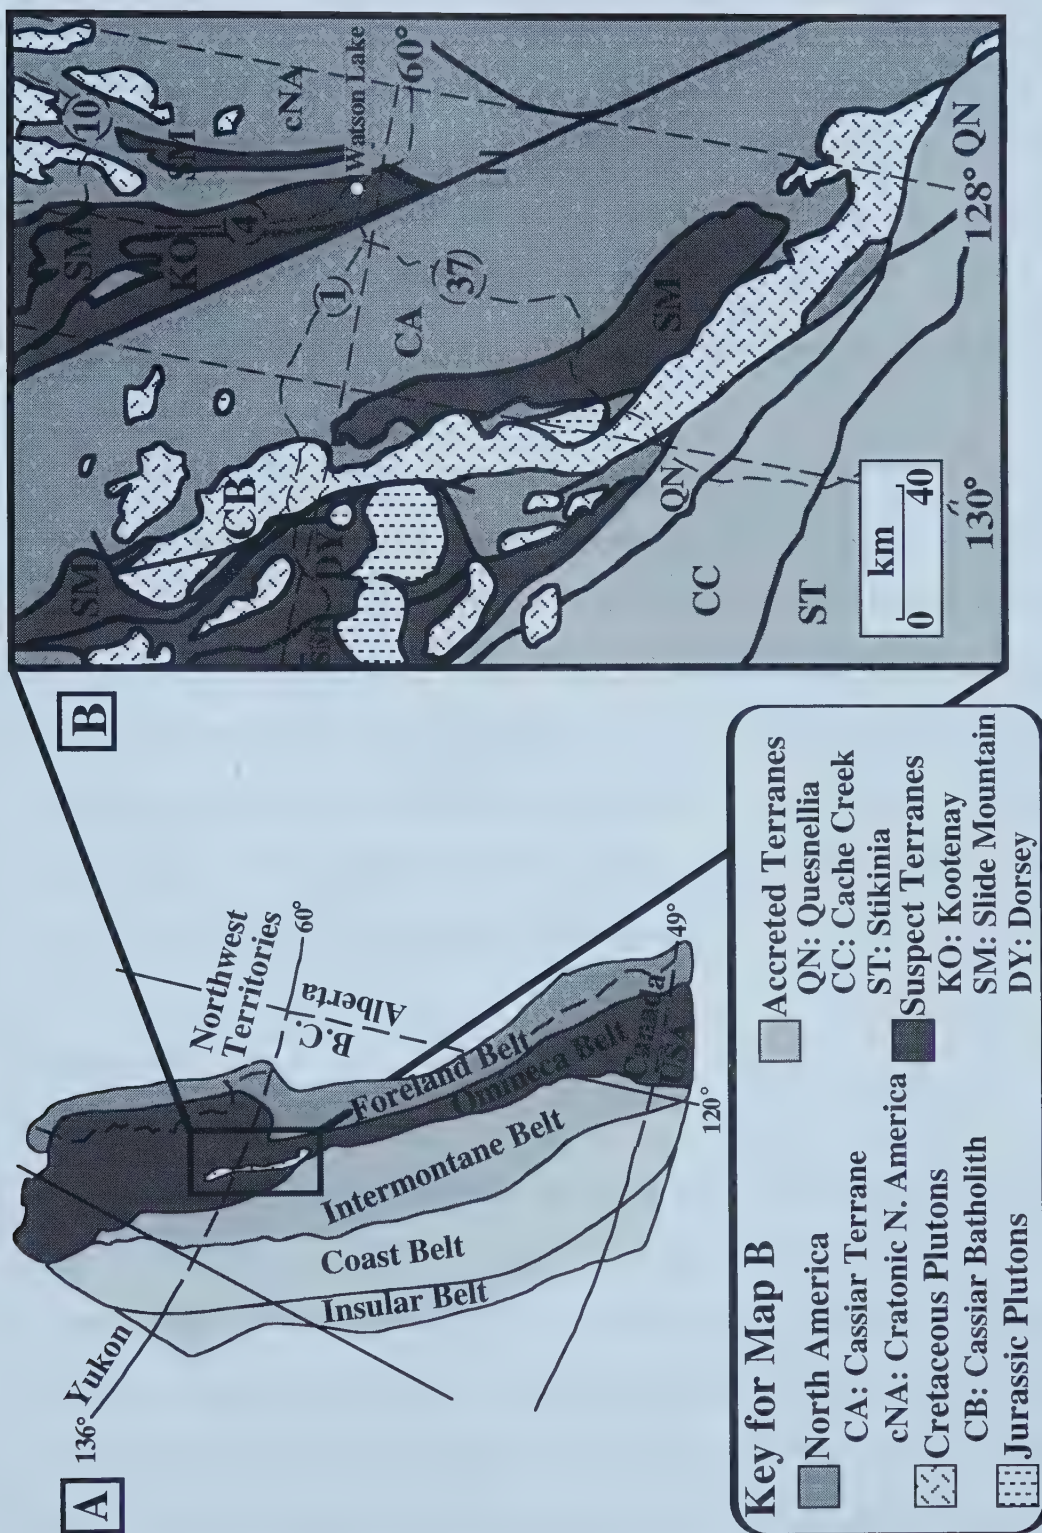 A
136°
Yukon
Northwest
Territories
60°
B.C.
Alberta
Foreland Belt
Omineca Belt
Intermontane Belt
Coast Belt
Insular Belt
Canada
USA
49°
120°
B
SM
CB
SM
DY
SM
KO
4
10
SM
cNA
Watson Lake
60°
1
37
CA
SM
QN
CC
ST
km
0 40
130°
128°
QN
Key for Map B
North America
CA: Cassiar Terrane
cNA: Cratonic N. America
Cretaceous Plutons
CB: Cassiar Batholith
Jurassic Plutons
Accreted Terranes
QN: Quesnellia
CC: Cache Creek
ST: Stikinia
Suspect Terranes
KO: Kootenay
SM: Slide Mountain
DY: Dorsey